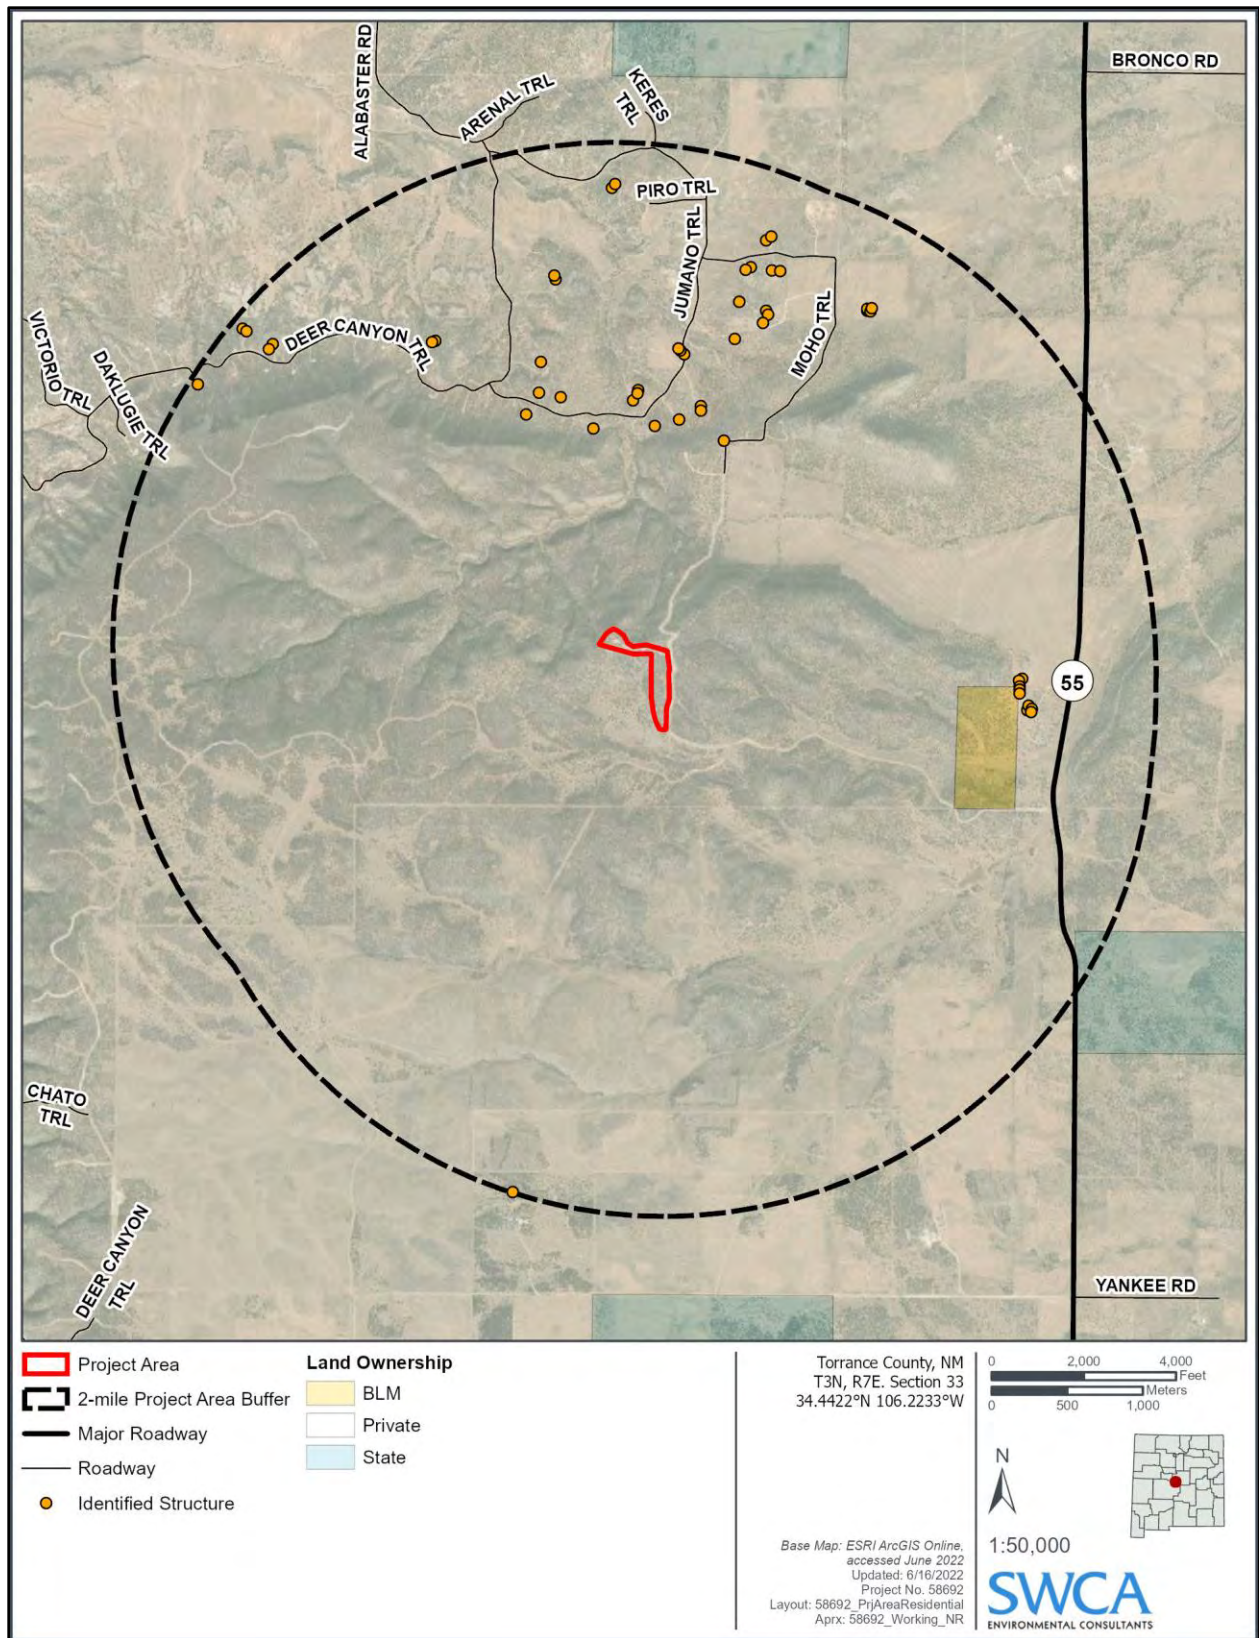 ALABASTER RD
ARENAL TRL
KERES
TRL
BRONCO RD
PIRO TRL
JUMANO TRL
MOHO TRL
DEER CANYON
TRL
VICTORIO TRL
DAKLUGIE TRL
55
CHATO
TRL
DEER CANYON
TRL
YANKEE RD
Project Area
2-mile Project Area Buffer
Major Roadway
Roadway
Identified Structure
Land Ownership
BLM
Private
State
Torrance County, NM
T3N, R7E. Section 33
34.4422°N 106.2233°W
Base Map: ESRI ArcGIS Online,
accessed June 2022
Updated: 6/16/2022
Project No. 58692
Layout: 58692_PrjAreaResidential
Aprx: 58692_Working_NR
0 2,000 4,000
Feet
Meters
0 500 1,000
N
1:50,000
SWCA
ENVIRONMENTAL CONSULTANTS